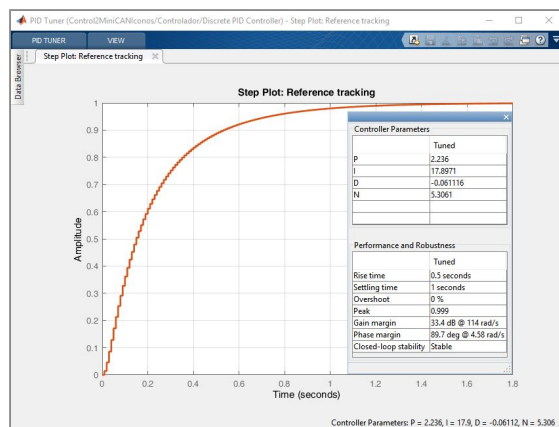 PID Tuner (Control2MiniCANIconos/Controlador/Discrete PID Controller) - Step Plot: Reference tracking
PID TUNER VIEW
Data Browser
Step Plot: Reference tracking
Step Plot: Reference tracking
Amplitude
1
0.9
0.8
0.7
0.6
0.5
0.4
0.3
0.2
0.1
0
0 0.2 0.4 0.6 0.8 1 1.2 1.4 1.6 1.8
Time (seconds)
Controller Parameters
Tuned
P 2.236
I 17.8971
D -0.061116
N 5.3061
Performance and Robustness
Tuned
Rise time 0.5 seconds
Settling time 1 seconds
Overshoot 0 %
Peak 0.999
Gain margin 33.4 dB @ 114 rad/s
Phase margin 89.7 deg @ 4.58 rad/s
Closed-loop stability Stable
Controller Parameters: P = 2.236, I = 17.9, D = -0.06112, N = 5.306